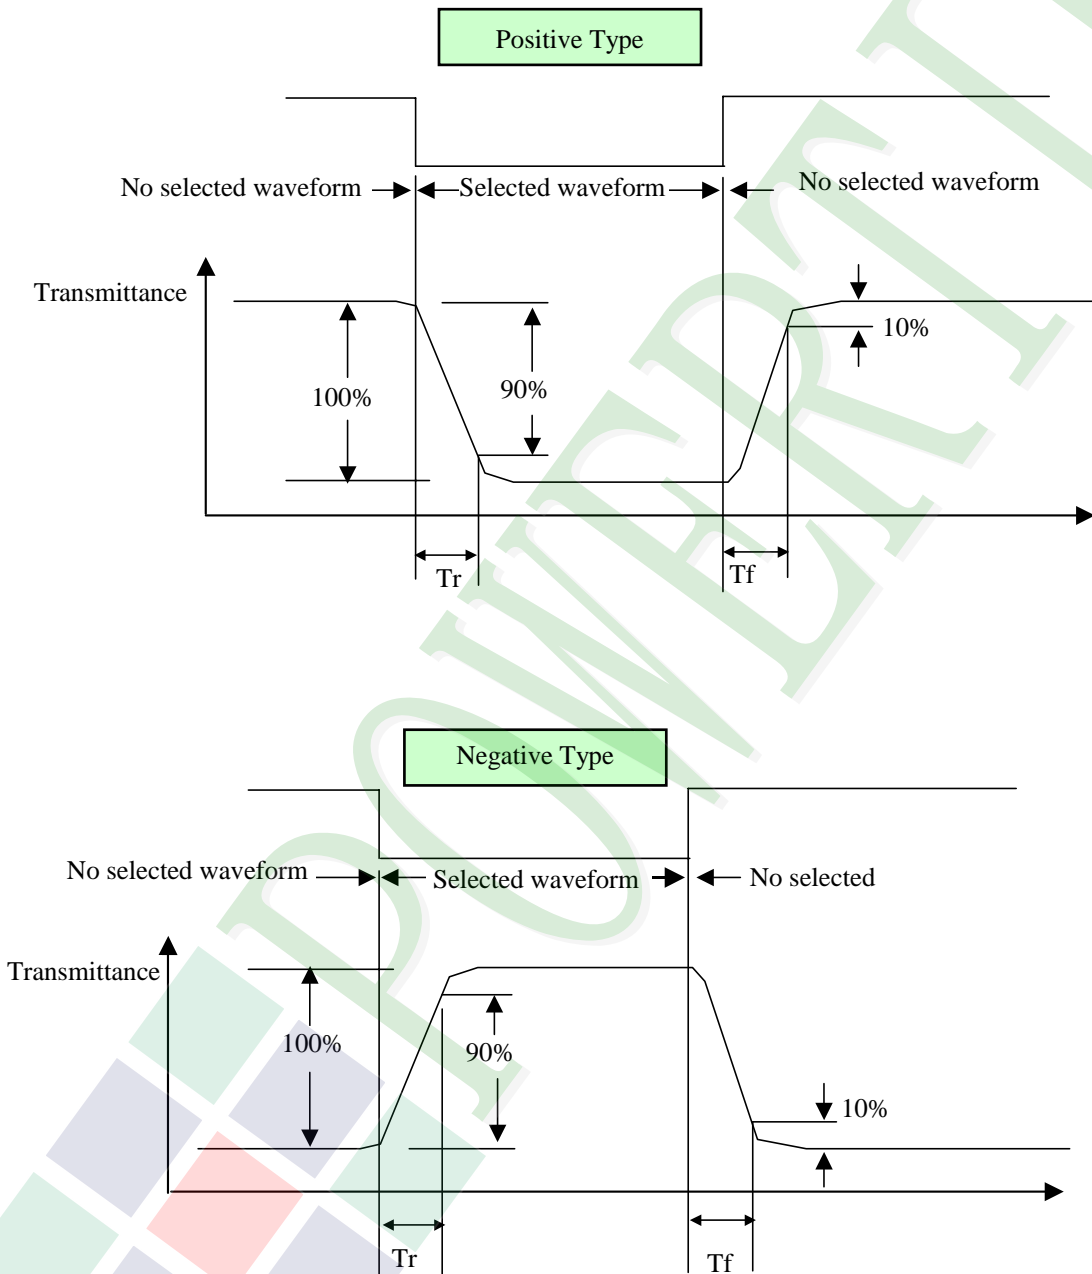 Positive Type
No selected waveform
Selected waveform
No selected waveform
Transmittance
10%
100%
90%
Tr
Tf
Negative Type
No selected waveform
Selected waveform
No selected
Transmittance
100%
90%
10%
Tr
Tf
POWERTI